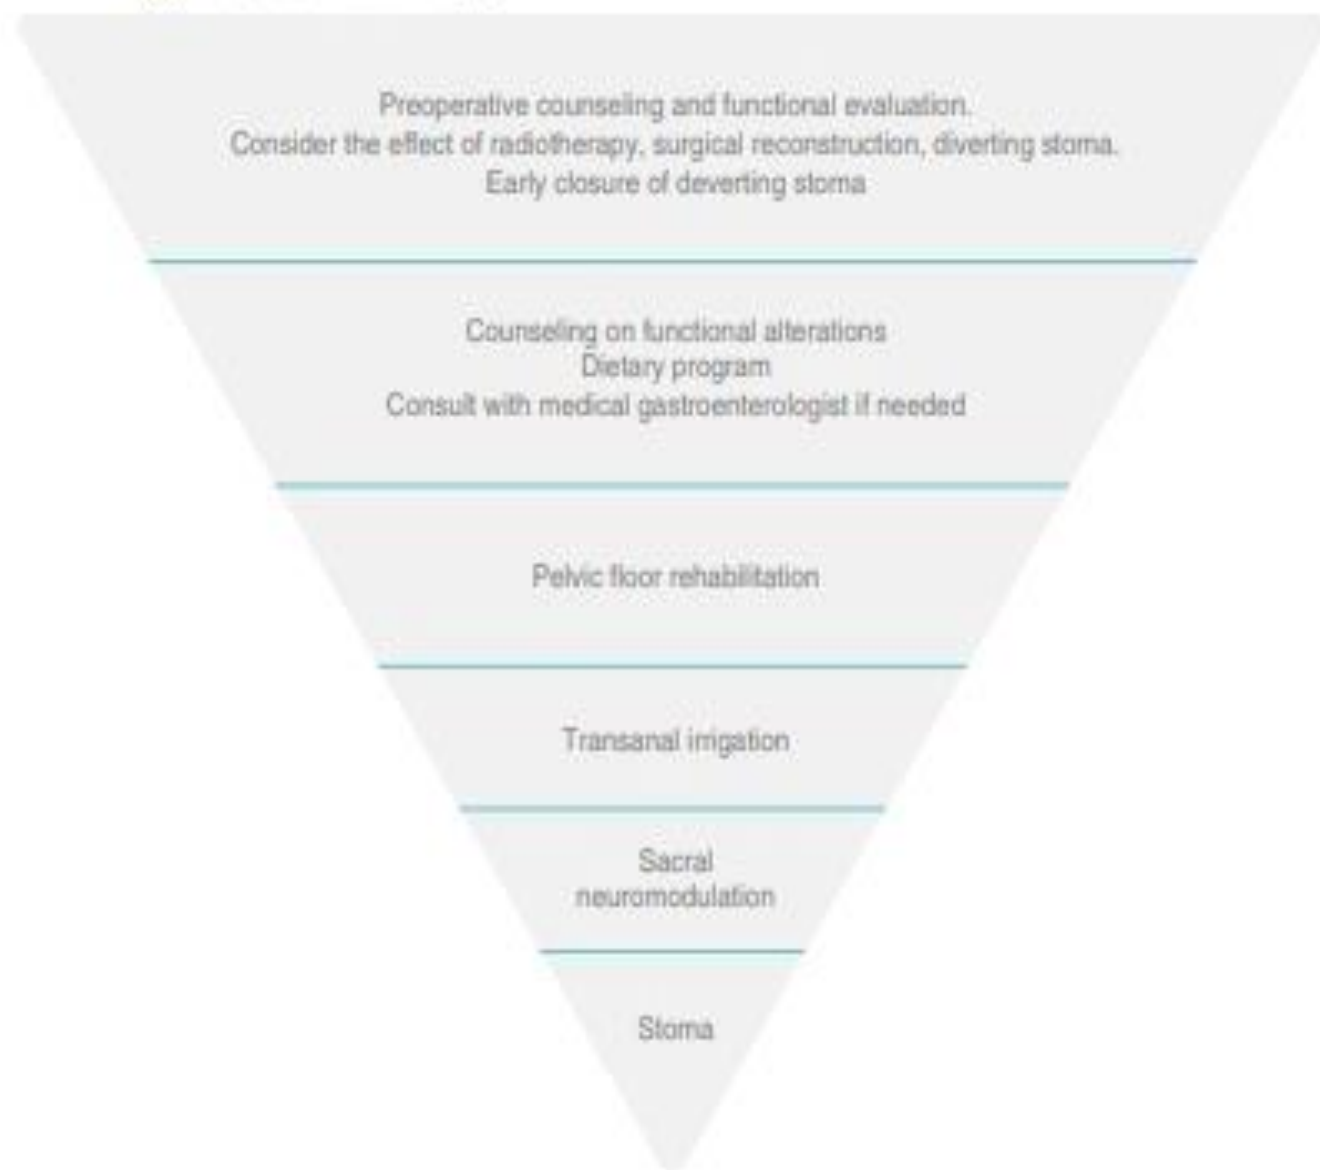 Preoperative counseling and functional evaluation.
Consider the effect of radiotherapy, surgical reconstruction, diverting stoma.
Early closure of deverting stoma
Counseling on functional alterations
Dietary program
Consult with medical gastroenterologist if needed
Pelvic floor rehabilitation
Transanal irrigation
Sacral
neuromodulation
Stoma